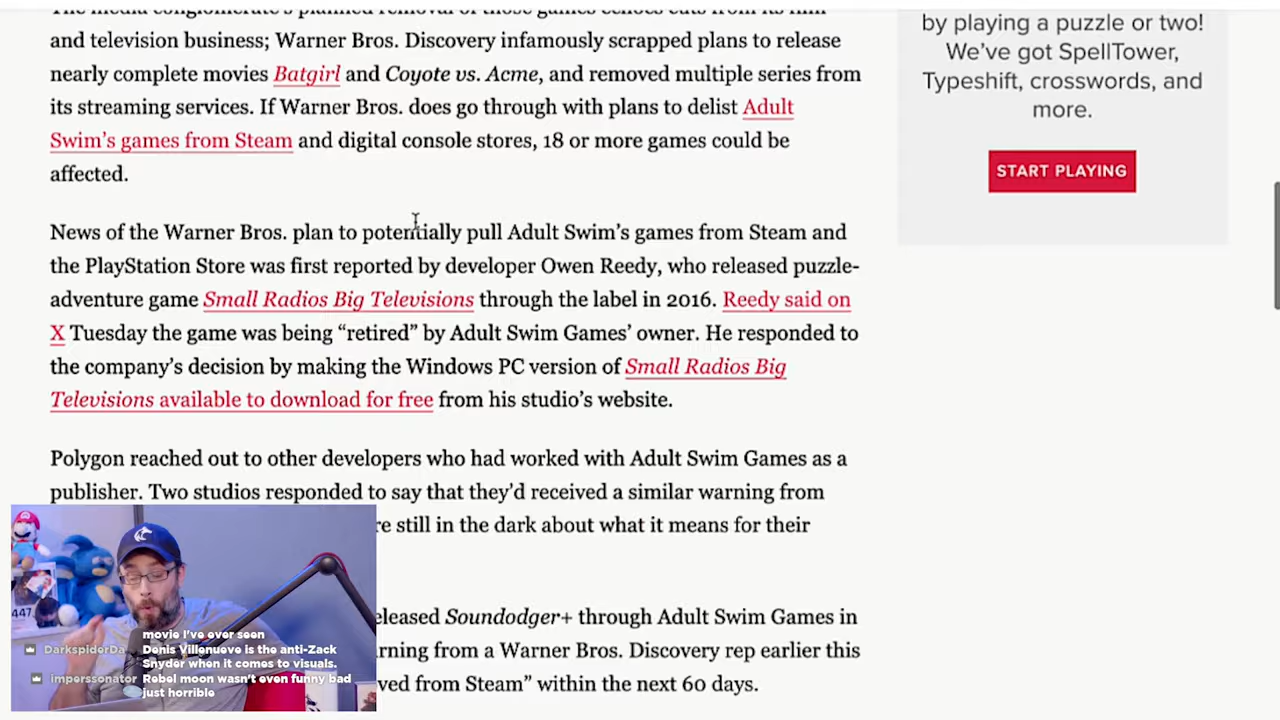 and television business; Warner Bros. Discovery infamously scrapped plans to release
nearly complete movies Batgirl and Coyote vs. Acme, and removed multiple series from
its streaming services. If Warner Bros. does go through with plans to delist Adult
Swim’s games from Steam and digital console stores, 18 or more games could be
affected.
News of the Warner Bros. plan to potentially pull Adult Swim’s games from Steam and
the PlayStation Store was first reported by developer Owen Reedy, who released puzzle-
adventure game Small Radios Big Televisions through the label in 2016. Reedy said on
X Tuesday the game was being “retired” by Adult Swim Games’ owner. He responded to
the company’s decision by making the Windows PC version of Small Radios Big
Televisions available to download for free from his studio’s website.
Polygon reached out to other developers who had worked with Adult Swim Games as a
publisher. Two studios responded to say that they’d received a similar warning from
re still in the dark about what it means for their
eleased Soundodger+ through Adult Swim Games in
rning from a Warner Bros. Discovery rep earlier this
ved from Steam” within the next 60 days.
by playing a puzzle or two!
We’ve got SpellTower,
Typeshift, crosswords, and
more.
START PLAYING
447
movie I've ever seen
DarkspiderDa Denis Villenueve is the anti-Zack
Snyder when it comes to visuals.
imperssonator Rebel moon wasn't even funny bad
just horrible